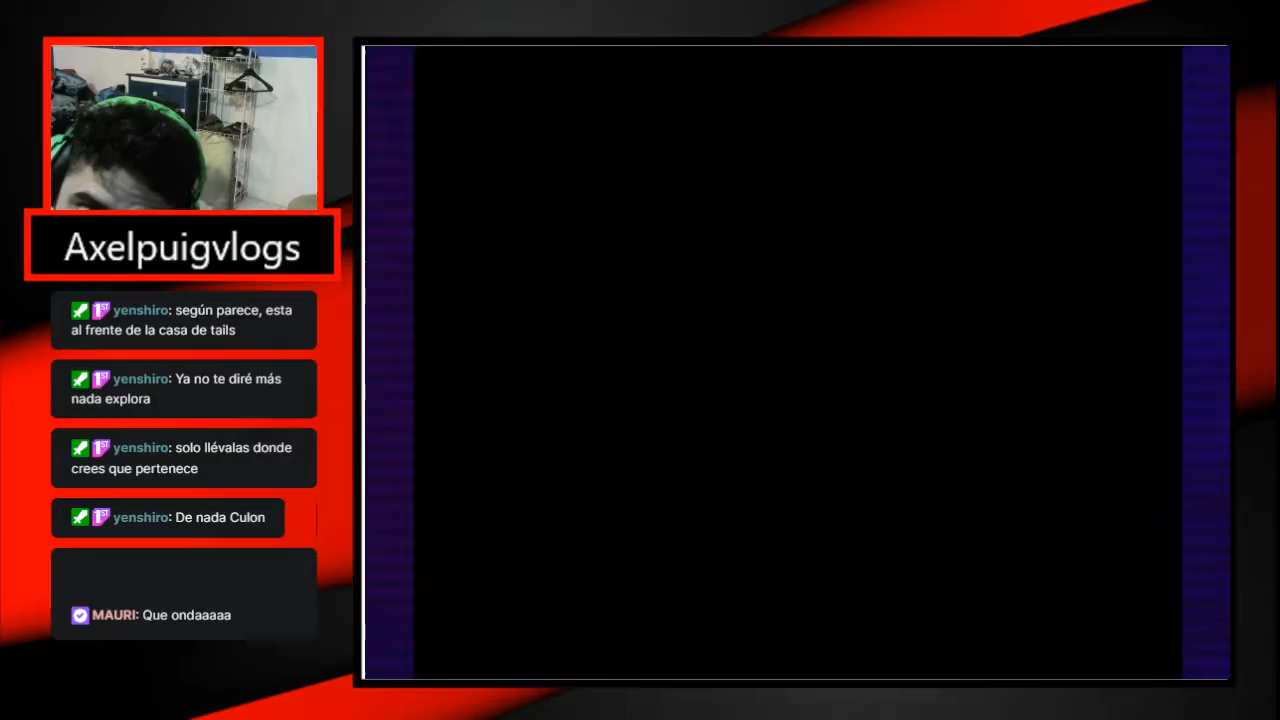 Axelpuigvlogs
yenshiro: según parece, esta
al frente de la casa de tails
yenshiro: Ya no te diré más
nada explora
yenshiro: solo llévalas donde
crees que pertenece
yenshiro: De nada Culon
MAURI: Que ondaaaaa